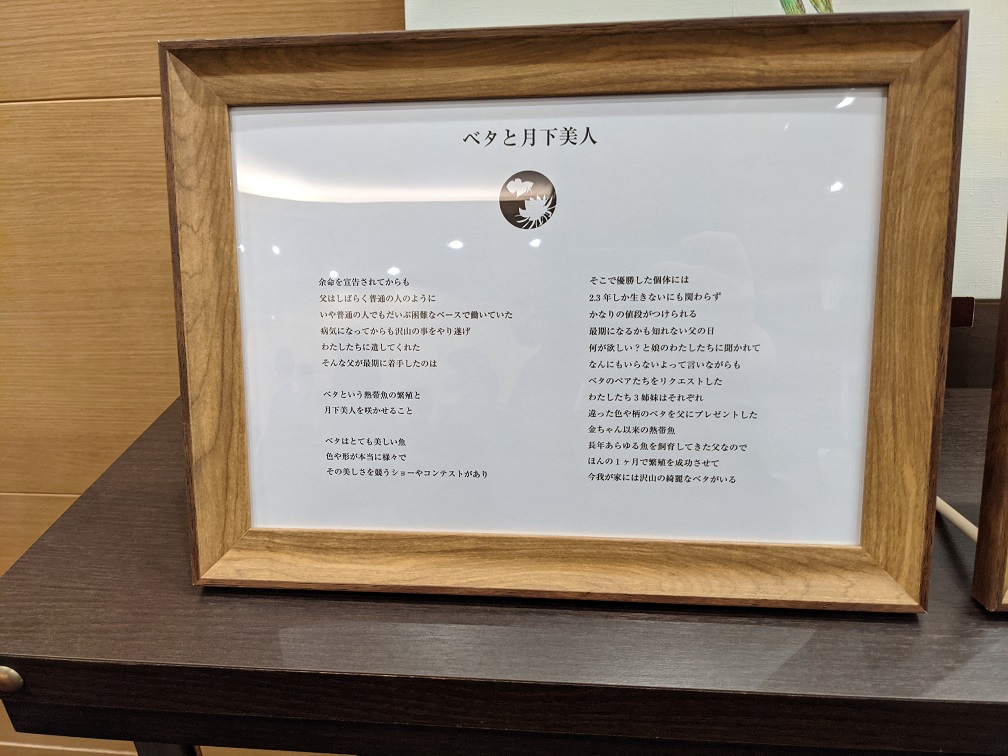 ベタと月下美人
余命を宣告されてからも
父はしばらく普通の人のように
いや普通の人でもだいぶ困難なペースで働いていた
病気になってからも沢山の事をやり遂げ
わたしたちに遺してくれた
そんな父が最期に着手したのは
ベタという熱帯魚の繁殖と
月下美人を咲かせること
ベタはとても美しい魚
色や形が本当に様々で
その美しさを競うショーやコンテストがあり
そこで優勝した個体には
2.3年しか生きないにも関わらず
かなりの値段がつけられる
最期になるかも知れない父の日
何が欲しい？と娘のわたしたちに聞かれて
なんにもいらないよって言いながらも
ベタのペアたちをリクエストした
わたしたち3姉妹はそれぞれ
違った色や柄のベタを父にプレゼントした
金ちゃん以来の熱帯魚
長年あらゆる魚を飼育してきた父なので
ほんの1ヶ月で繁殖を成功させて
今我が家には沢山の綺麗なベタがいる